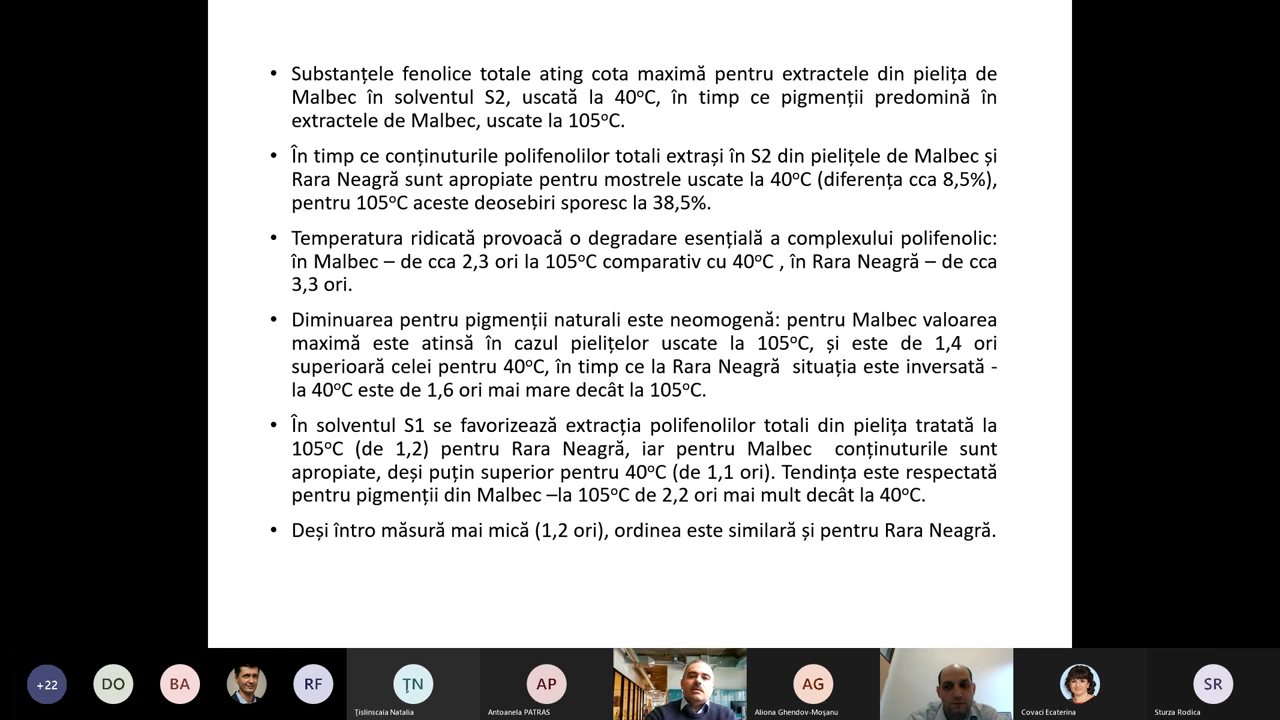 • Substanțele fenolice totale ating cota maximă pentru extractele din pielița de
Malbec în solventul S2, uscată la 40ºC, în timp ce pigmenții predomină în
extractele de Malbec, uscate la 105ºC.
• În timp ce conținuturile polifenolilor totali extrași în S2 din pielițele de Malbec și
Rara Neagră sunt apropiate pentru mostrele uscate la 40ºC (diferența cca 8,5%),
pentru 105ºC aceste deosebiri sporesc la 38,5%.
• Temperatura ridicată provoacă o degradare esențială a complexului polifenolic:
în Malbec – de cca 2,3 ori la 105ºC comparativ cu 40ºC , în Rara Neagră – de cca
3,3 ori.
• Diminuarea pentru pigmenții naturali este neomogenă: pentru Malbec valoarea
maximă este atinsă în cazul pielițelor uscate la 105ºC, și este de 1,4 ori
superioară celei pentru 40ºC, în timp ce la Rara Neagră situația este inversată -
la 40ºC este de 1,6 ori mai mare decât la 105ºC.
• În solventul S1 se favorizează extracția polifenolilor totali din pielița tratată la
105ºC (de 1,2) pentru Rara Neagră, iar pentru Malbec conținuturile sunt
apropiate, deși puțin superior pentru 40ºC (de 1,1 ori). Tendința este respectată
pentru pigmenții din Malbec –la 105ºC de 2,2 ori mai mult decât la 40ºC.
• Deși întro măsură mai mică (1,2 ori), ordinea este similară și pentru Rara Neagră.
+22 DO BA RF ŢN AP AG SR
Ţislinscaia Natalia Antoanela PATRAS Aliona Ghendov-Moşanu Covaci Ecaterina Sturza Rodica